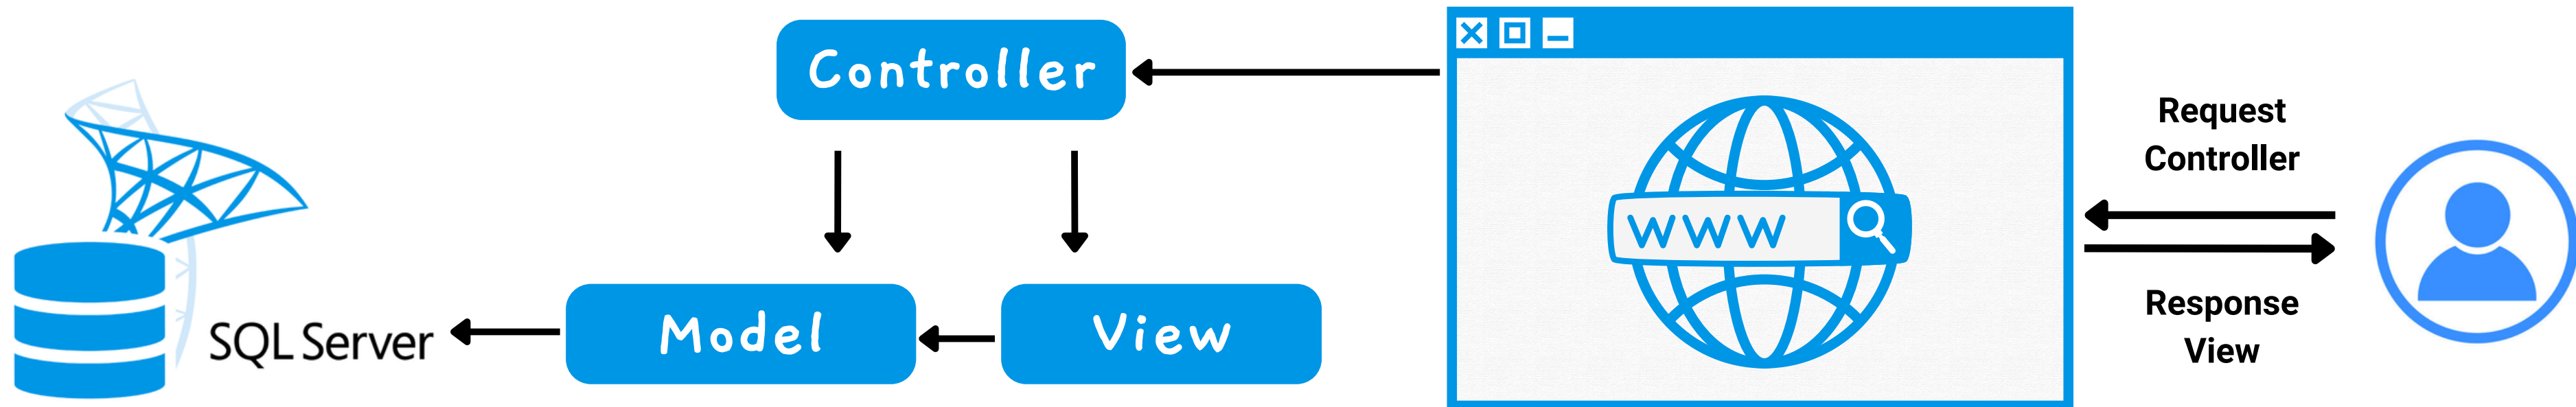 Controller
Request
Controller
www
Response
View
SQL Server
Model
View